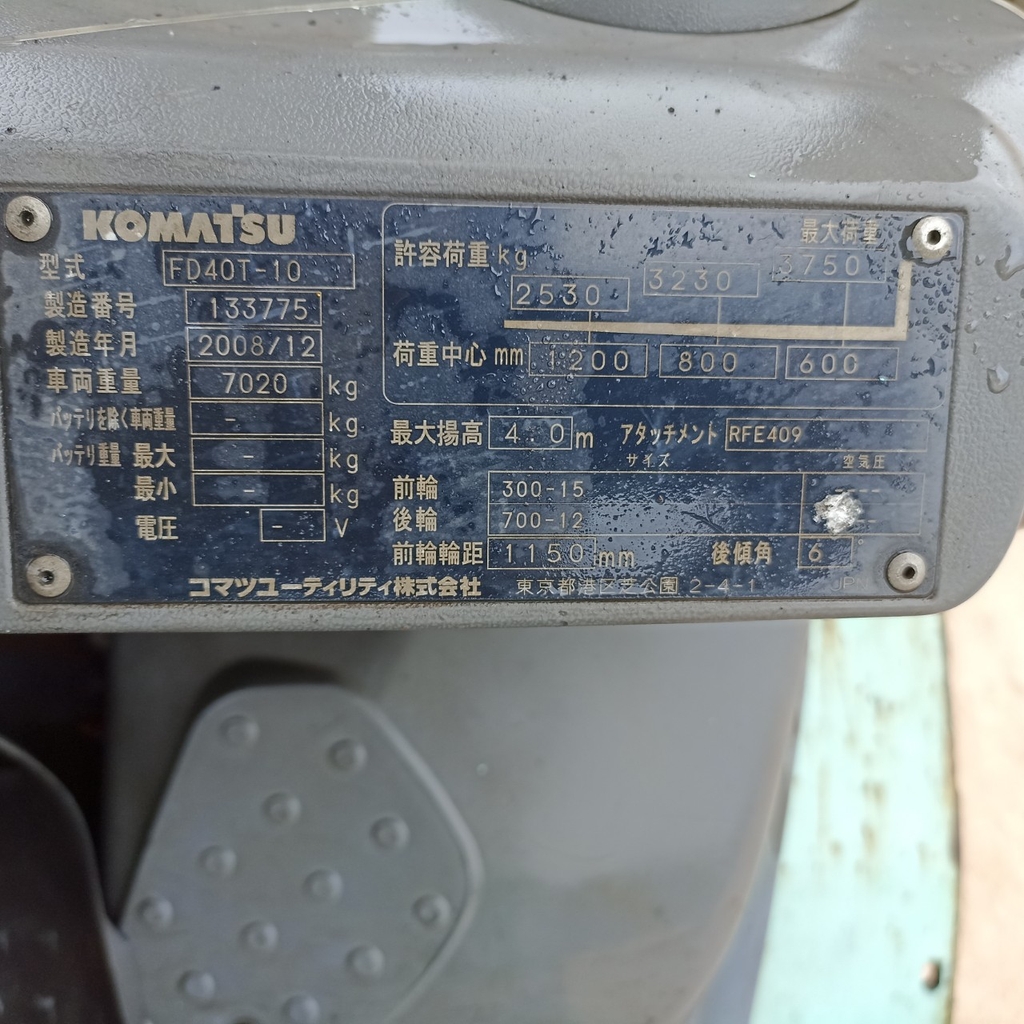 KOMATSU
型式 FD40T-10
製造番号 133775
製造年月 2008/12
車両重量 7020 kg
バッテリを除く車両重量 - kg
バッテリ重量 最大 - kg
最小 - kg
電圧 - V
最大荷重
許容荷重 kg 2530 3230 3750
荷重中心 mm 1200 800 600
最大揚高 4.0 m アタッチメント RFE409
サイズ 空気圧
前輪 300-15 ---
後輪 700-12
前輪輪距 1150 mm 後傾角 6
コマツユーティリティ株式会社 東京都港区芝公園 2-4-1 JP